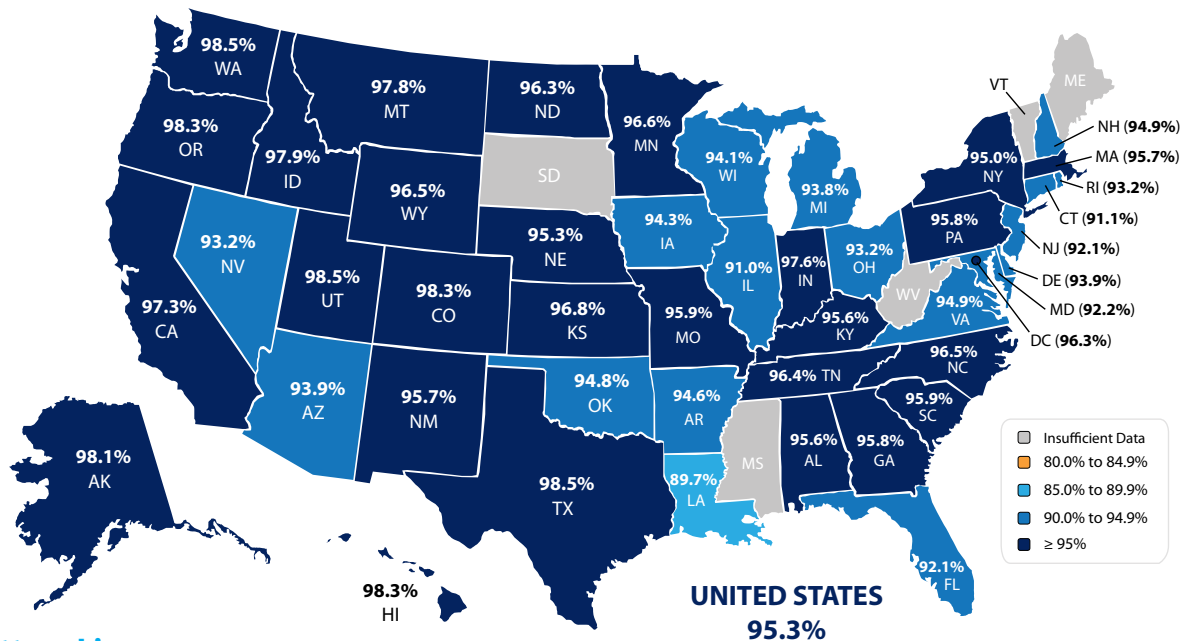 98.5%
WA
98.3%
OR
97.9%
ID
97.8%
MT
96.3%
ND
96.6%
MN
SD
96.5%
WY
95.3%
NE
94.3%
IA
94.1%
WI
93.8%
MI
93.2%
NV
98.5%
UT
98.3%
CO
96.8%
KS
95.9%
MO
91.0%
IL
97.6%
IN
93.2%
OH
95.6%
KY
WV
94.9%
VA
95.8%
PA
95.0%
NY
VT
ME
NH (94.9%)
MA (95.7%)
RI (93.2%)
CT (91.1%)
NJ (92.1%)
DE (93.9%)
MD (92.2%)
DC (96.3%)
97.3%
CA
93.9%
AZ
95.7%
NM
94.8%
OK
94.6%
AR
96.4% TN
96.5%
NC
95.9%
SC
98.5%
TX
89.7%
LA
MS
95.6%
AL
95.8%
GA
92.1%
FL
98.1%
AK
98.3%
HI
Insufficient Data
80.0% to 84.9%
85.0% to 89.9%
90.0% to 94.9%
≥ 95%
UNITED STATES
95.3%